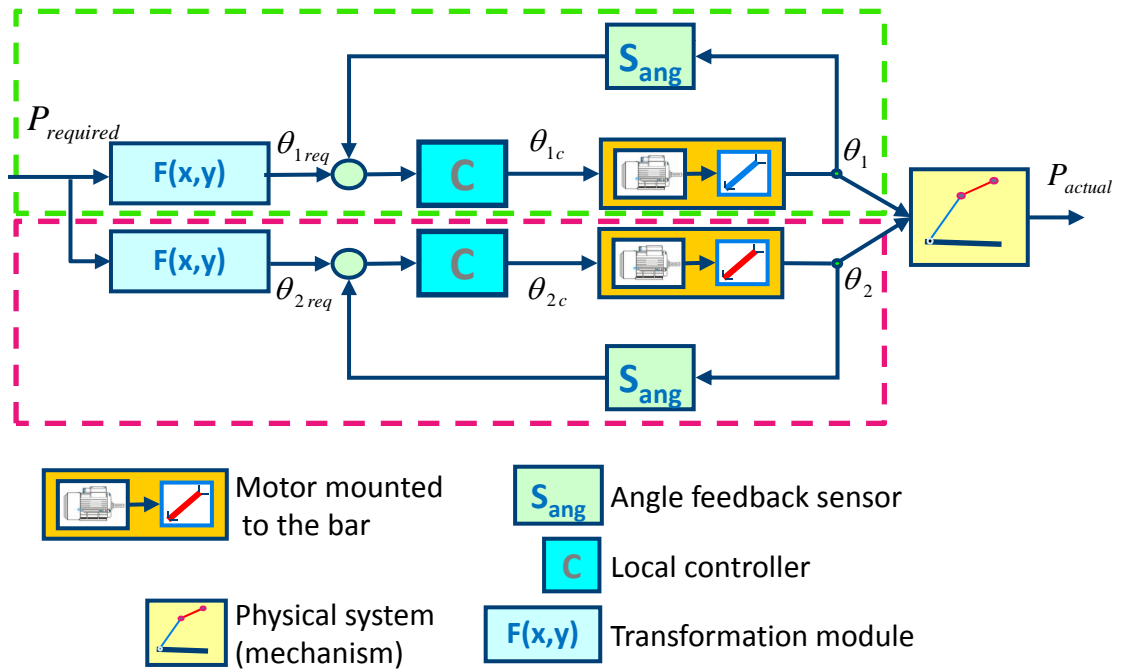 S_ang
P_required
θ_1req
θ_1c
θ_1
F(x,y)
C
P_actual
F(x,y)
C
θ_2req
θ_2c
θ_2
S_ang
Motor mounted
to the bar
S_ang
Angle feedback sensor
C
Local controller
Physical system
(mechanism)
F(x,y)
Transformation module